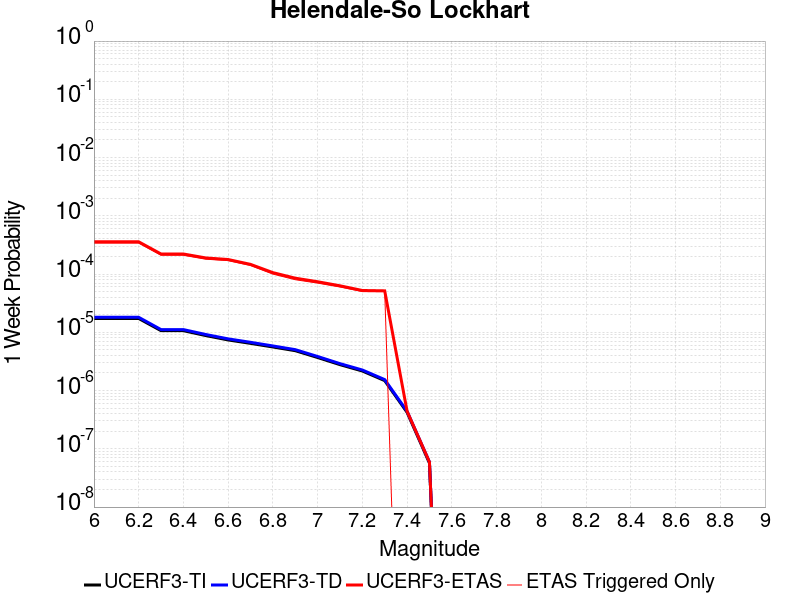 Helendale-So Lockhart
10^0
10^-1
10^-2
10^-3
10^-4
10^-5
10^-6
10^-7
10^-8
1 Week Probability
6 6.2 6.4 6.6 6.8 7 7.2 7.4 7.6 7.8 8 8.2 8.4 8.6 8.8 9
Magnitude
UCERF3-TI UCERF3-TD UCERF3-ETAS ETAS Triggered Only